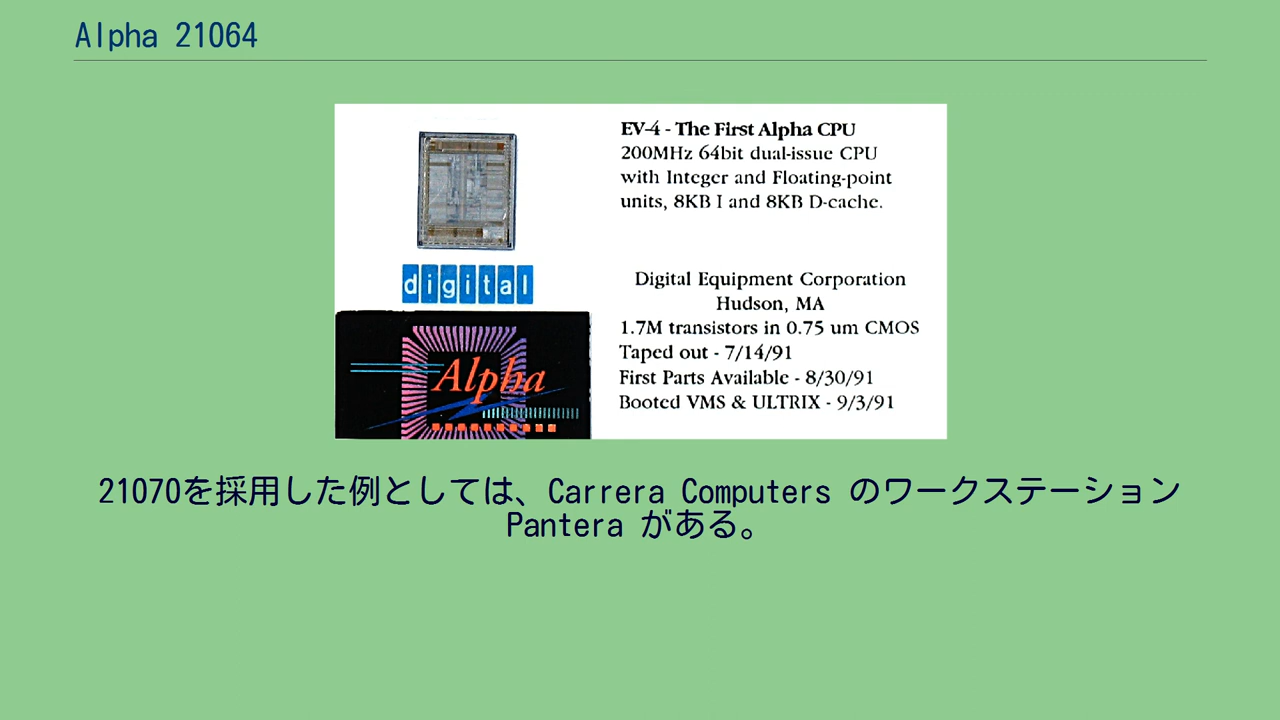 Alpha 21064
EV-4 - The First Alpha CPU
200MHz 64bit dual-issue CPU
with Integer and Floating-point
units, 8KB I and 8KB D-cache.
digital
Digital Equipment Corporation
Hudson, MA
1.7M transistors in 0.75 um CMOS
Taped out - 7/14/91
First Parts Available - 8/30/91
Booted VMS & ULTRIX - 9/3/91
Alpha
21070を採用した例としては、Carrera Computers のワークステーション
Pantera がある。